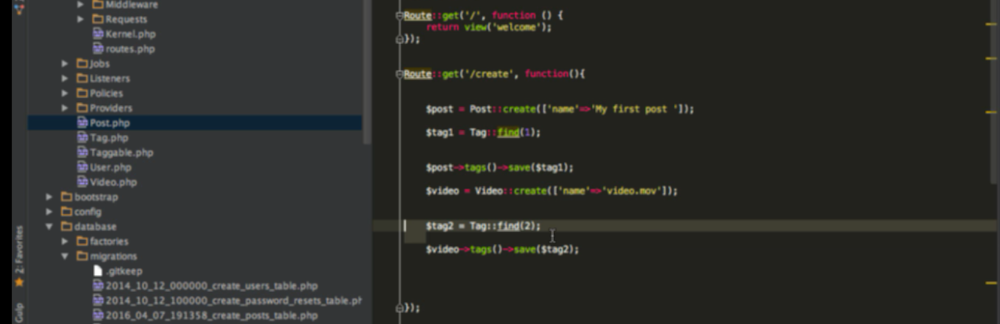 Middleware
Requests
Kernel.php
routes.php
Jobs
Listeners
Policies
Providers
Post.php
Tag.php
Taggable.php
User.php
Video.php
bootstrap
config
database
factories
migrations
.gitkeep
2014_10_12_000000_create_users_table.php
2014_10_12_100000_create_password_resets_table.ph
2016_04_07_191358_create_posts_table.php
2: Favorites
Gulp
Route::get('/', function () {
return view('welcome');
});
Route::get('/create', function(){
$post = Post::create(['name'=>'My first post ']);
$tag1 = Tag::find(1);
$post->tags()->save($tag1);
$video = Video::create(['name'=>'video.mov']);
$tag2 = Tag::find(2);
$video->tags()->save($tag2);
});